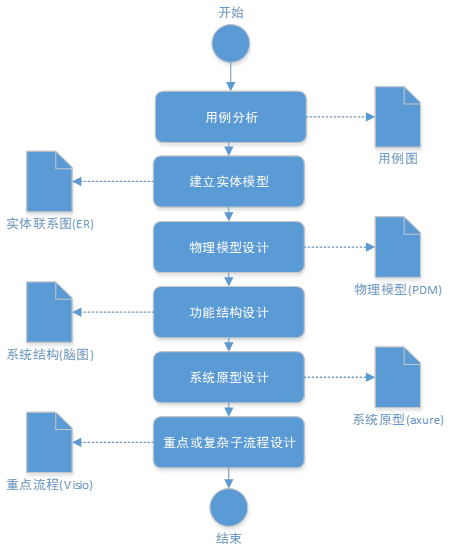 开始
用例分析
用例图
建立实体模型
实体联系图(ER)
物理模型设计
物理模型(PDM)
功能结构设计
系统结构(脑图)
系统原型设计
系统原型(axure)
重点或复杂子流程设计
重点流程(Visio)
结束